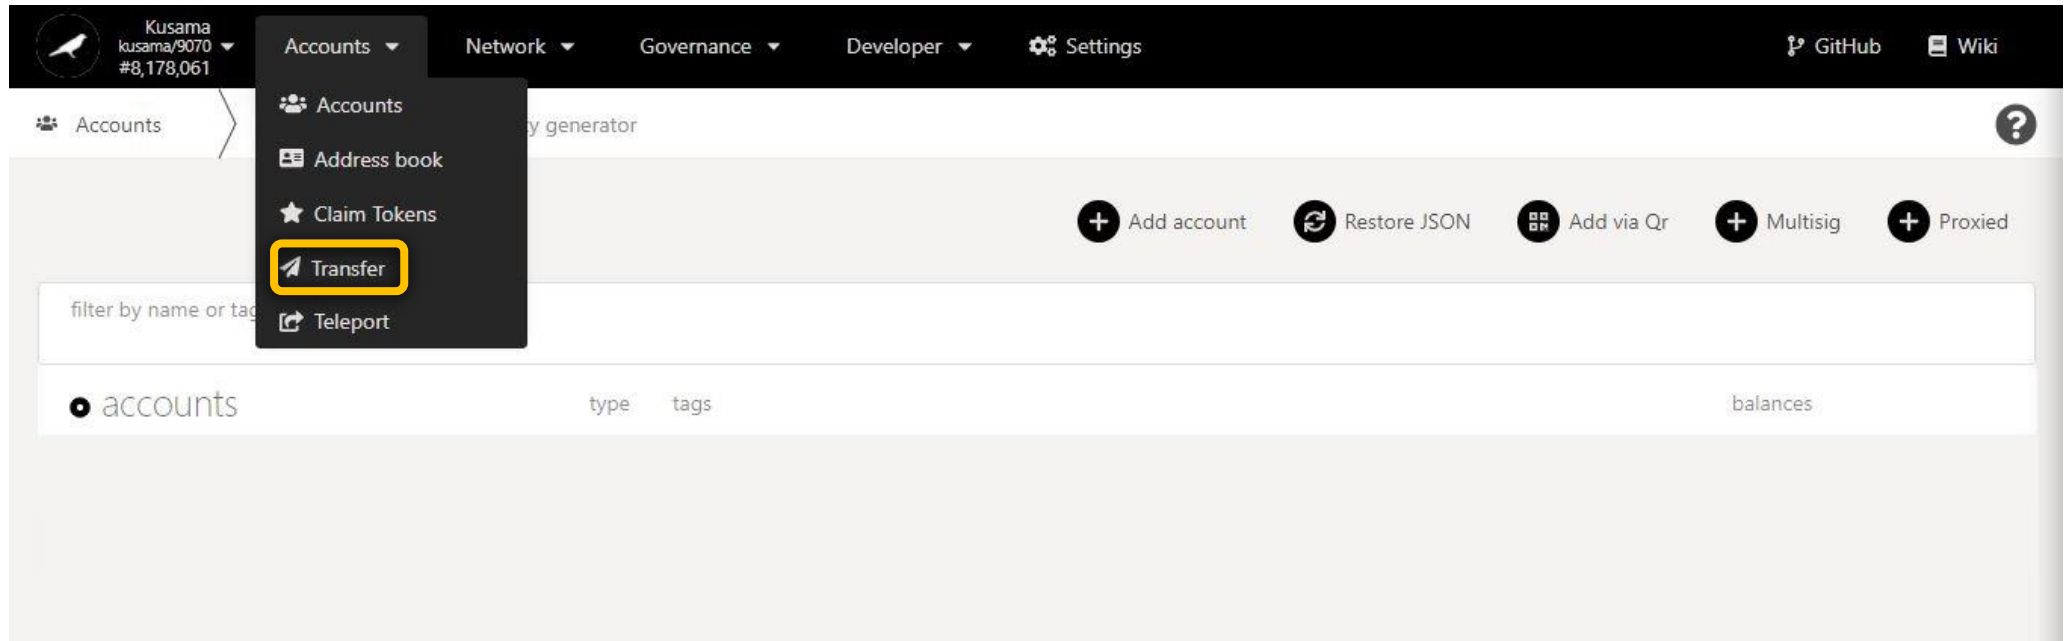 Kusama
kusama/9070
#8,178,061
Accounts
Network
Governance
Developer
Settings
GitHub
Wiki
Accounts
generator
Accounts
Address book
Claim Tokens
Transfer
Teleport
Add account
Restore JSON
Add via Qr
Multisig
Proxied
filter by name or
accounts
type
tags
balances